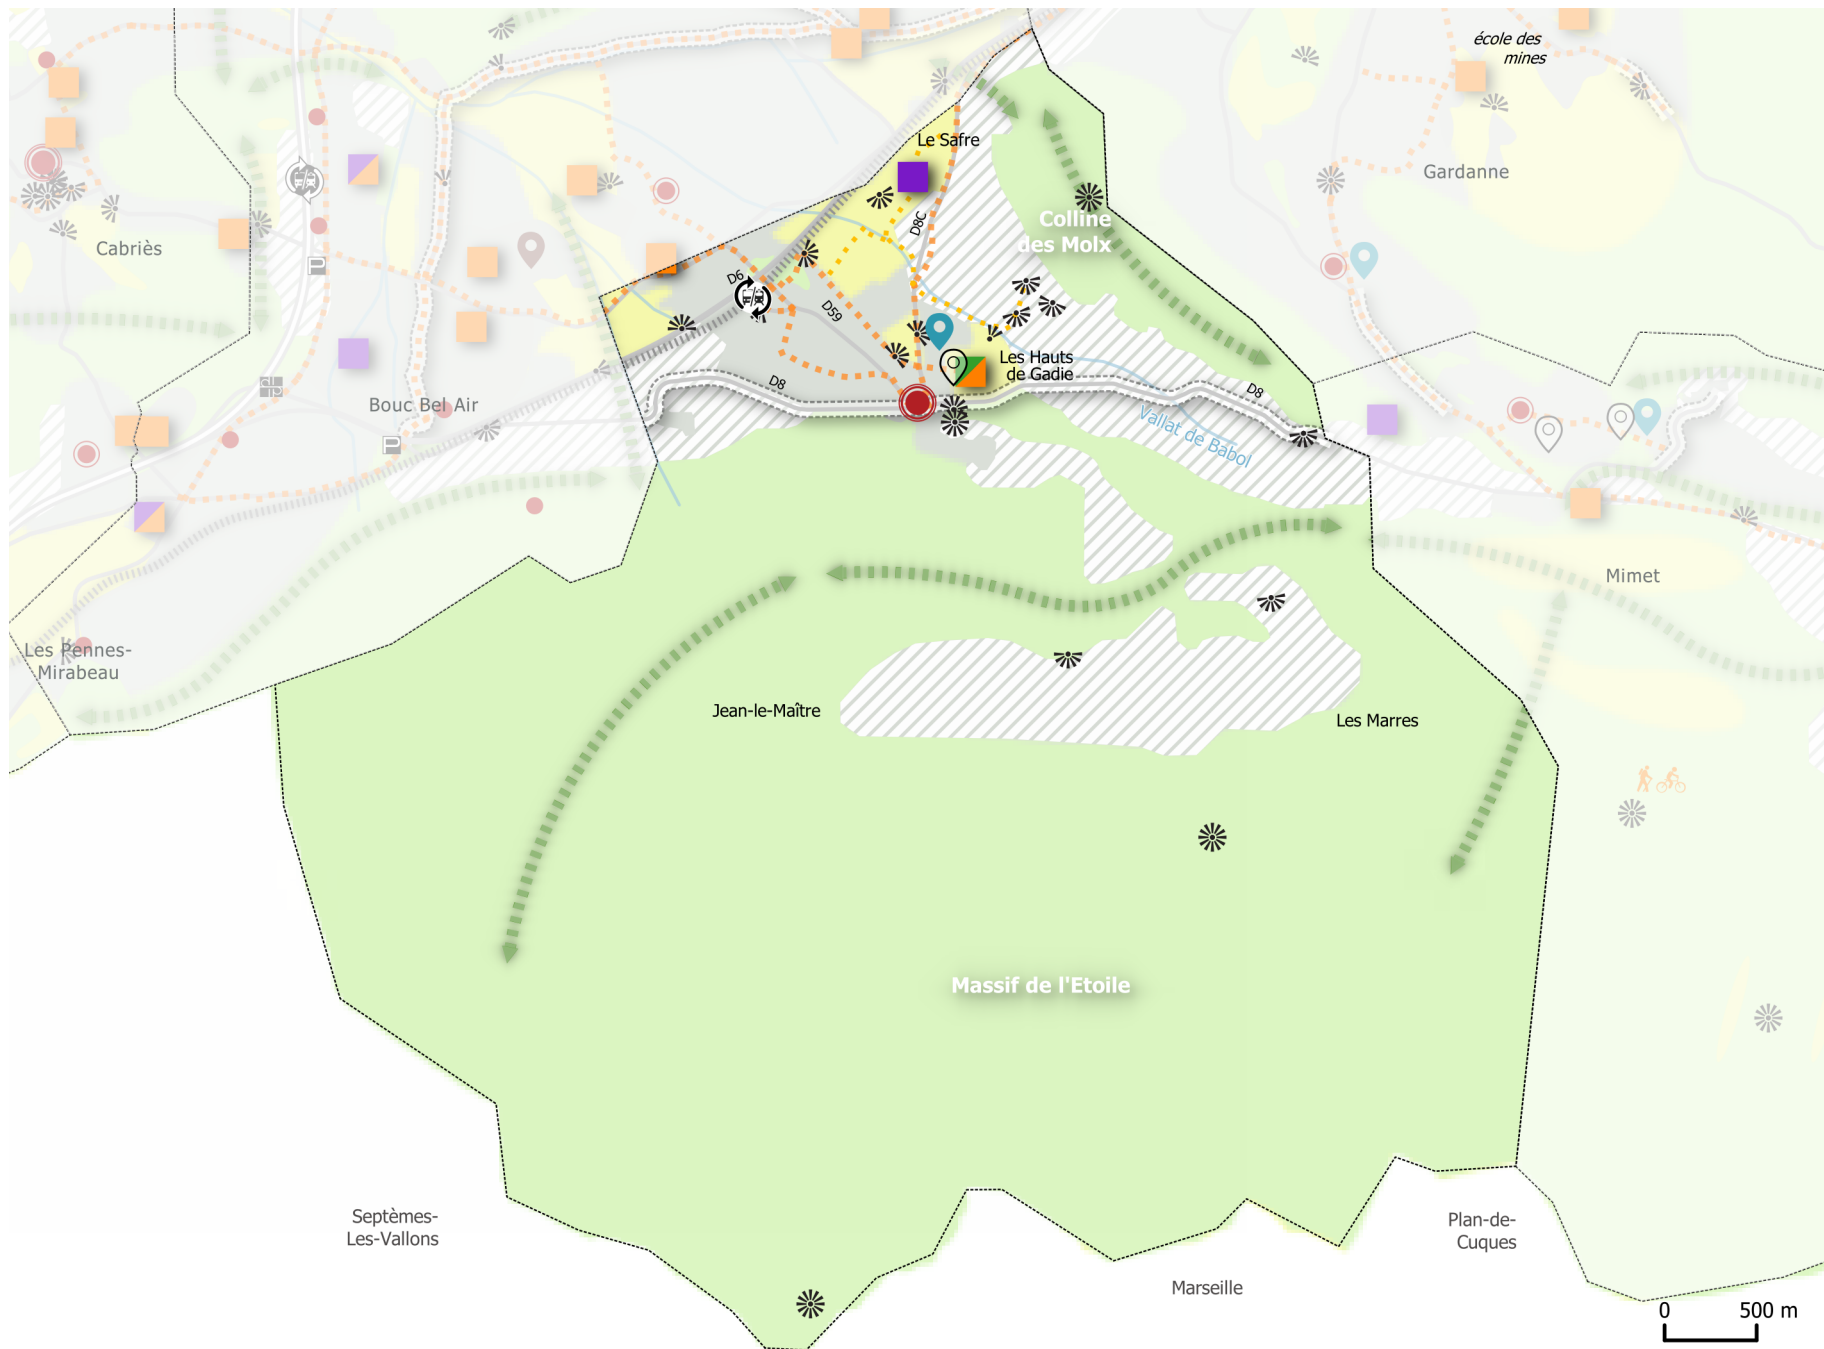 école des
mines
Le Safre
Gardanne
Colline
des Molx
D8C
Cabriès
D6
D59
Les Hauts
de Gadie
D8
D8
Bouc Bel Air
Vallat de Babol
Mimet
Les Pennes-
Mirabeau
Jean-le-Maître
Les Marres
Massif de l'Etoile
Septèmes-
Les-Vallons
Plan-de-
Cuques
Marseille
0 500 m